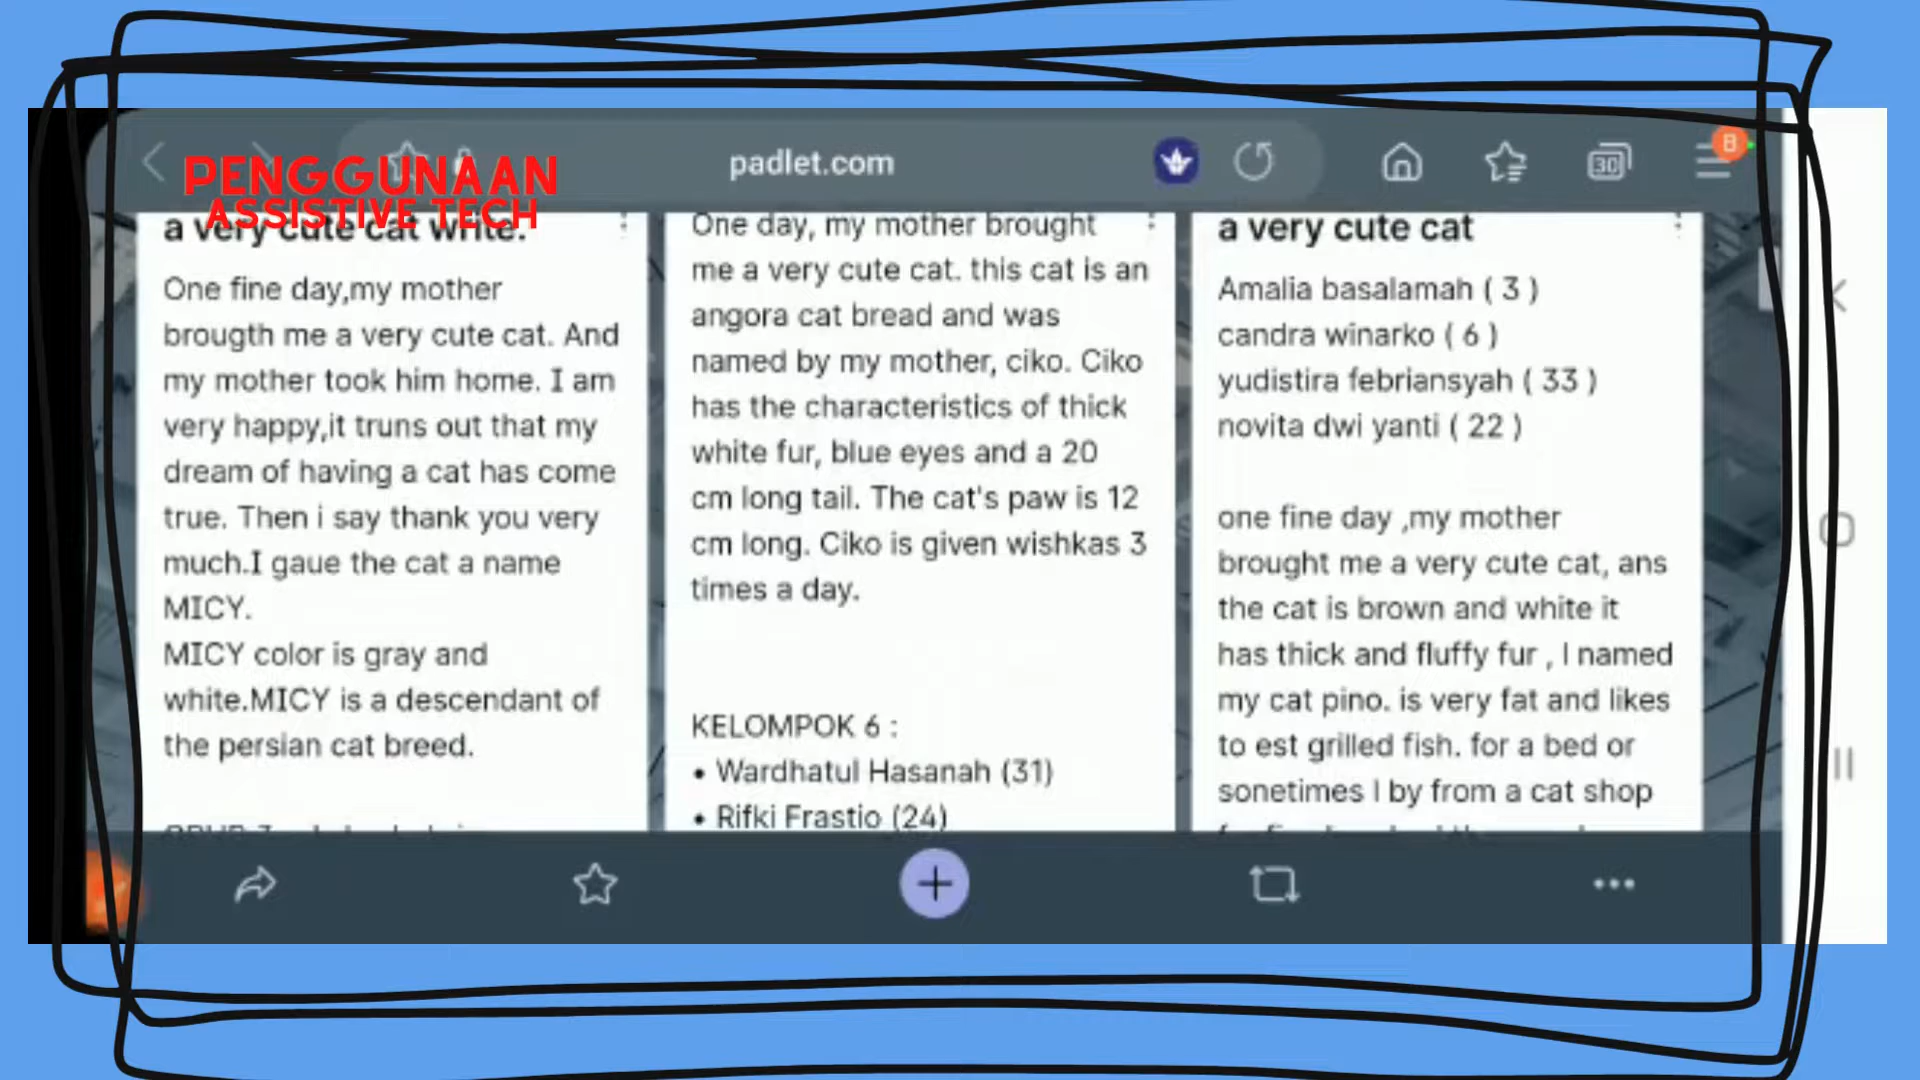 padlet.com
30
8
PENGGUNAAN
ASSISTIVE TECH
a very cute cat write.
One fine day,my mother
brougth me a very cute cat. And
my mother took him home. I am
very happy,it truns out that my
dream of having a cat has come
true. Then i say thank you very
much.I gaue the cat a name
MICY.
MICY color is gray and
white.MICY is a descendant of
the persian cat breed.
One day, my mother brought
me a very cute cat. this cat is an
angora cat bread and was
named by my mother, ciko. Ciko
has the characteristics of thick
white fur, blue eyes and a 20
cm long tail. The cat's paw is 12
cm long. Ciko is given wishkas 3
times a day.
KELOMPOK 6 :
• Wardhatul Hasanah (31)
• Rifki Frastio (24)
a very cute cat
Amalia basalamah ( 3 )
candra winarko ( 6 )
yudistira febriansyah ( 33 )
novita dwi yanti ( 22 )
one fine day ,my mother
brought me a very cute cat, ans
the cat is brown and white it
has thick and fluffy fur , I named
my cat pino. is very fat and likes
to est grilled fish. for a bed or
sonetimes I by from a cat shop